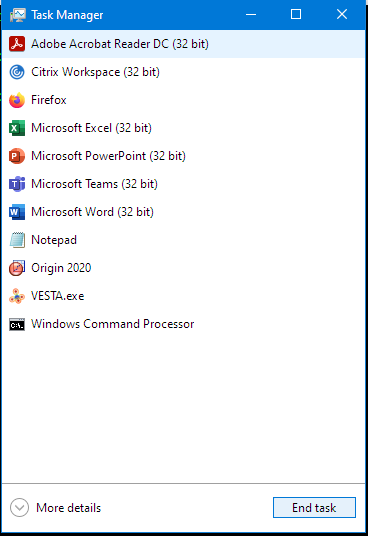 Task Manager
Adobe Acrobat Reader DC (32 bit)
Citrix Workspace (32 bit)
Firefox
Microsoft Excel (32 bit)
Microsoft PowerPoint (32 bit)
Microsoft Teams (32 bit)
Microsoft Word (32 bit)
Notepad
Origin 2020
VESTA.exe
Windows Command Processor
More details
End task